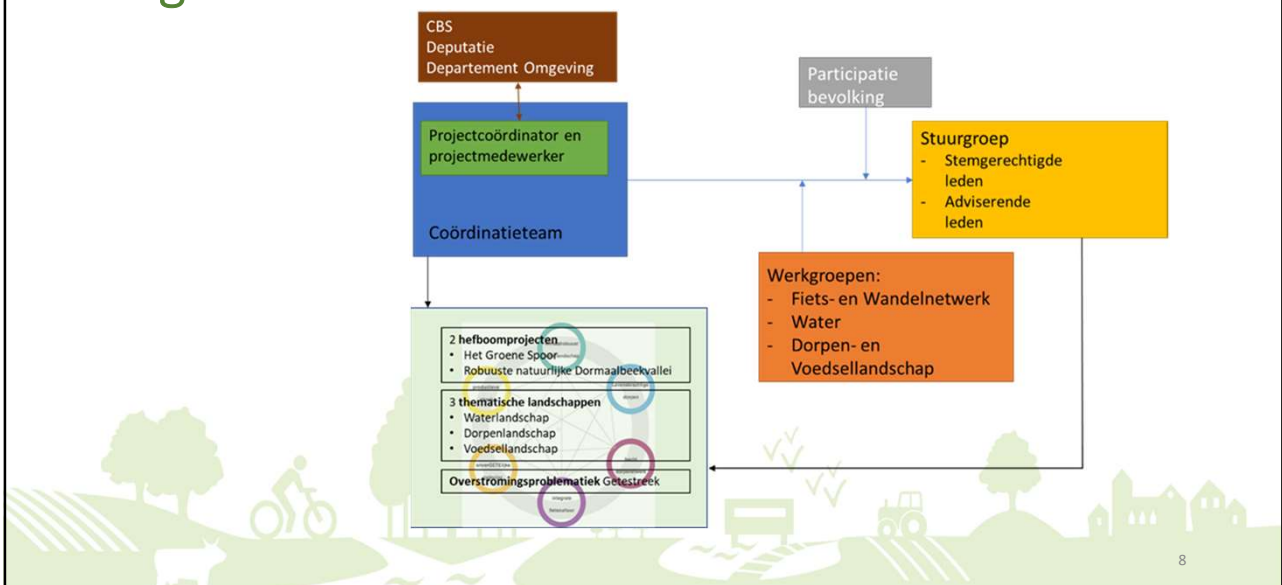 CBS
Deputatie
Departement Omgeving
Participatie
bevolking
Projectcoördinator en
projectmedewerker
Coördinatieteam
Stuurgroep
- Stemgerechtigde
leden
- Adviserende
leden
Werkgroepen:
- Fiets- en Wandelnetwerk
- Water
- Dorpen- en
Voedsellandschap
2 hefboomprojecten
• Het Groene Spoor
• Robuuste natuurlijke Dormaalbeekvallei
3 thematische landschappen
• Waterlandschap
• Dorpenlandschap
• Voedsellandschap
Overstromingsproblematiek Getestreek
8